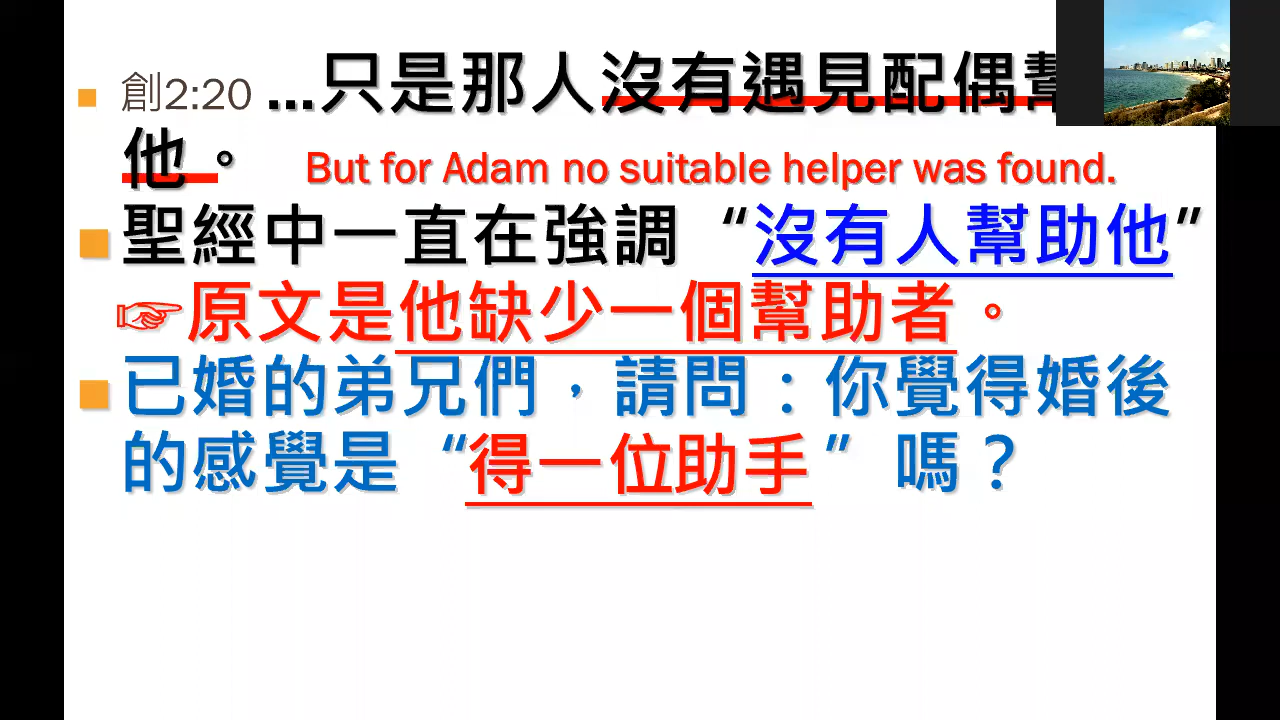 創2:20 ...只是那人沒有遇見配偶
他。 But for Adam no suitable helper was found.
聖經中一直在強調“沒有人幫助他”
☞原文是他缺少一個幫助者。
已婚的弟兄們，請問：你覺得婚後
的感覺是“得一位助手”嗎？